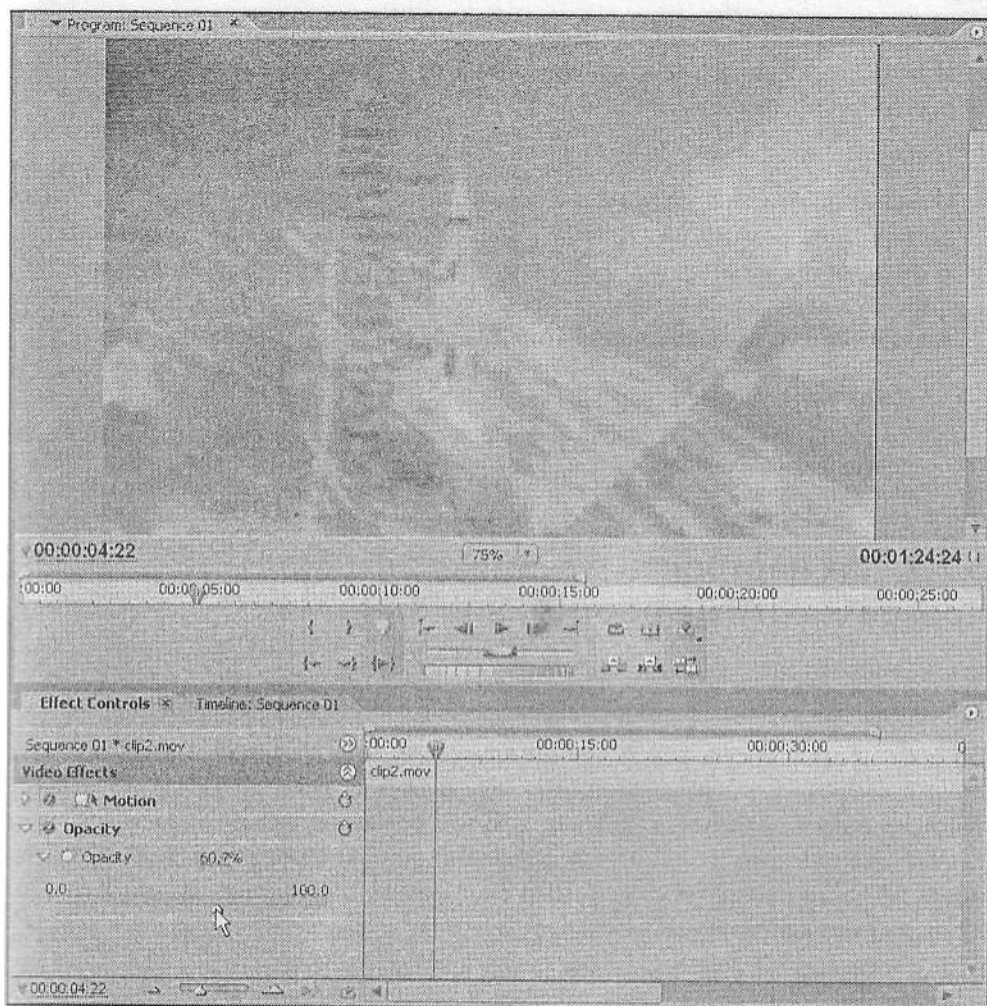 Program: Sequence 01 ×
00:00:04:22
75%
00:01:24:24
:00:00 00:00:05:00 00:00:10:00 00:00:15:00 00:00:20:00 00:00:25:00
Effect Controls × Timeline: Sequence 01
Sequence 01 * clip2.mov
:00:00 00:00:15:00 00:00:30:00 0
Video Effects
clip2.mov
Motion
Opacity
Opacity 60,7%
0,0 100,0
00:00:04:22